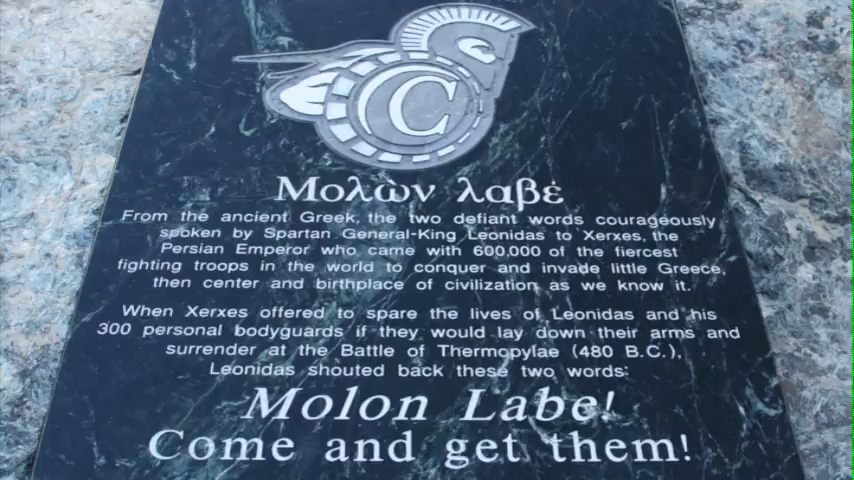 C
Μολὼν λαβέ
From the ancient Greek, the two defiant words courageously
spoken by Spartan General-King Leonidas to Xerxes, the
Persian Emperor who came with 600,000 of the fiercest
fighting troops in the world to conquer and invade little Greece,
then center and birthplace of civilization as we know it.
When Xerxes offered to spare the lives of Leonidas and his
300 personal bodyguards if they would lay down their arms and
surrender at the Battle of Thermopylae (480 B.C.),
Leonidas shouted back these two words:
Molon Labe!
Come and get them!